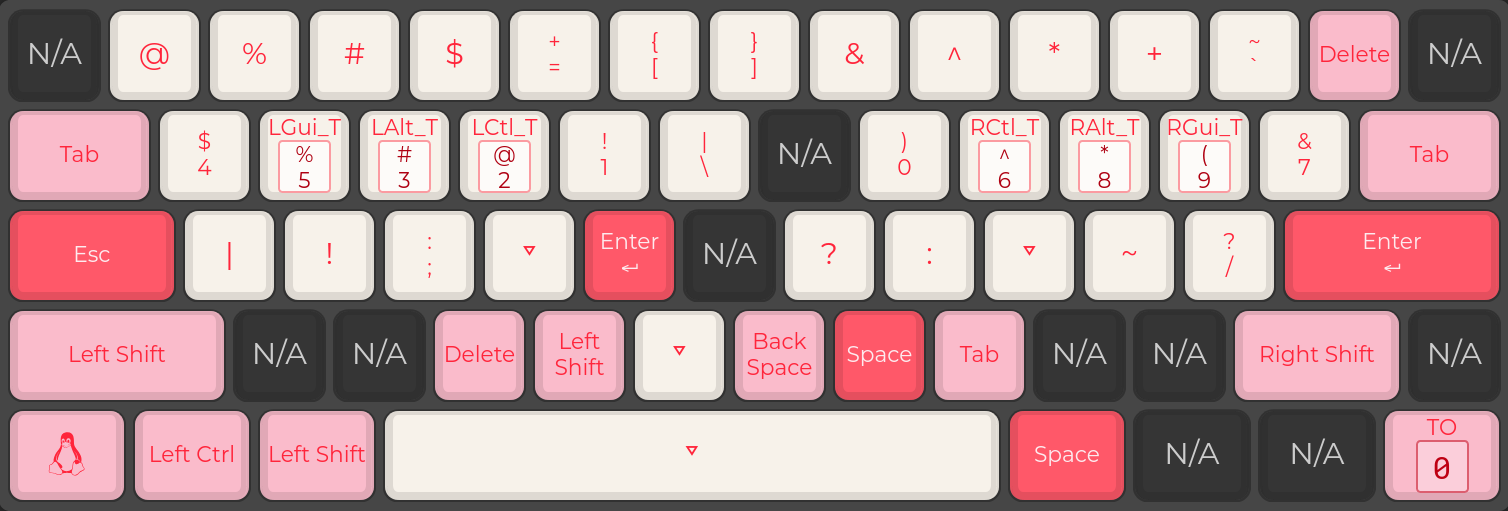 N/A @ % # $ + { } & ^ * + ~ Delete N/A
= [ ] `
Tab $ LGui_T LAlt_T LCtl_T ! | N/A ) RCtl_T RAlt_T RGui_T & Tab
% # @ ^ * (
4 5 3 2 1 \ 0 6 8 9 7
Esc | ! : ▿ Enter N/A ? : ▿ ~ ? Enter
; ↵ / ↵
Left Shift N/A N/A Delete Left ▿ Back Space Tab N/A N/A Right Shift N/A
Shift Space
Left Ctrl Left Shift ▿ Space N/A N/A TO
0